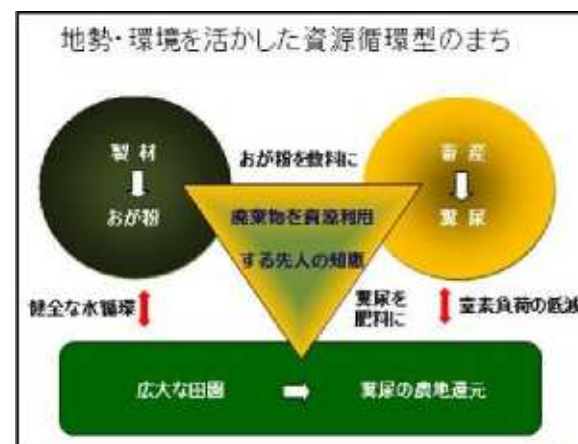 地勢・環境を活かした資源循環型のまち
製材
おが粉
おが粉を飲料に
畜産
糞尿
廃棄物を資源利用
する先人の知恵
健全な水循環
糞尿を
肥料に
窒素負荷の低減
広大な田園
糞尿の農地還元